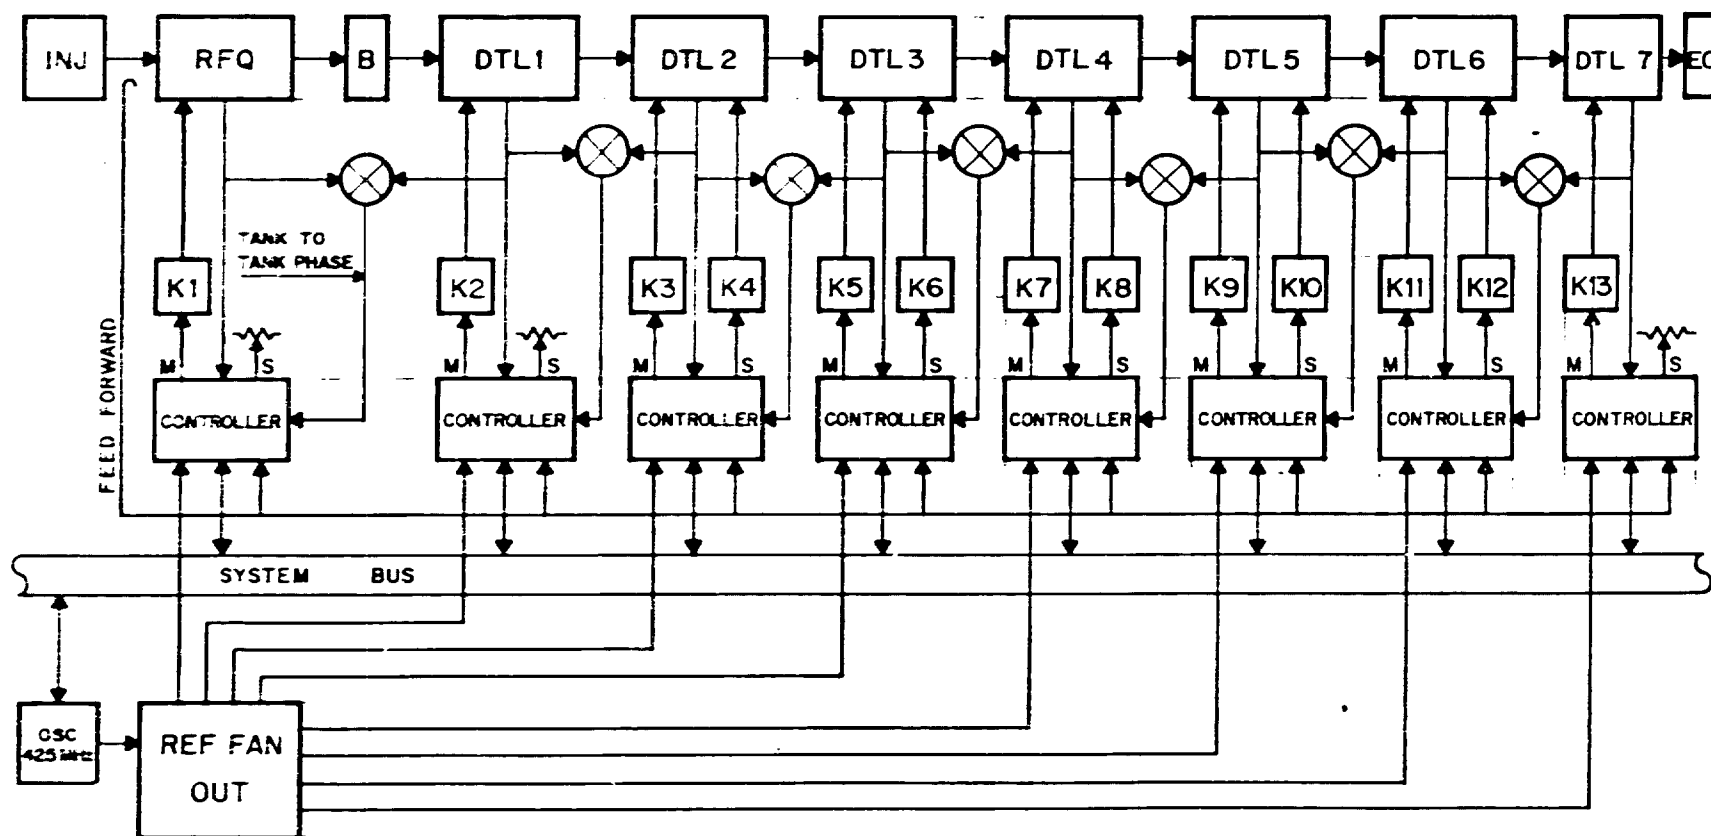 INJ
RFQ
B
DTL1
DTL2
DTL3
DTL4
DTL5
DTL6
DTL 7
TANK TO
TANK PHASE
K1
K2
K3
K4
K5
K6
K7
K8
K9
K10
K11
K12
K13
FEED FORWARD
M
S
M
S
M
S
M
S
M
S
M
S
M
S
M
S
CONTROLLER
CONTROLLER
CONTROLLER
CONTROLLER
CONTROLLER
CONTROLLER
CONTROLLER
CONTROLLER
SYSTEM BUS
OSC
425 MHz
REF FAN
OUT